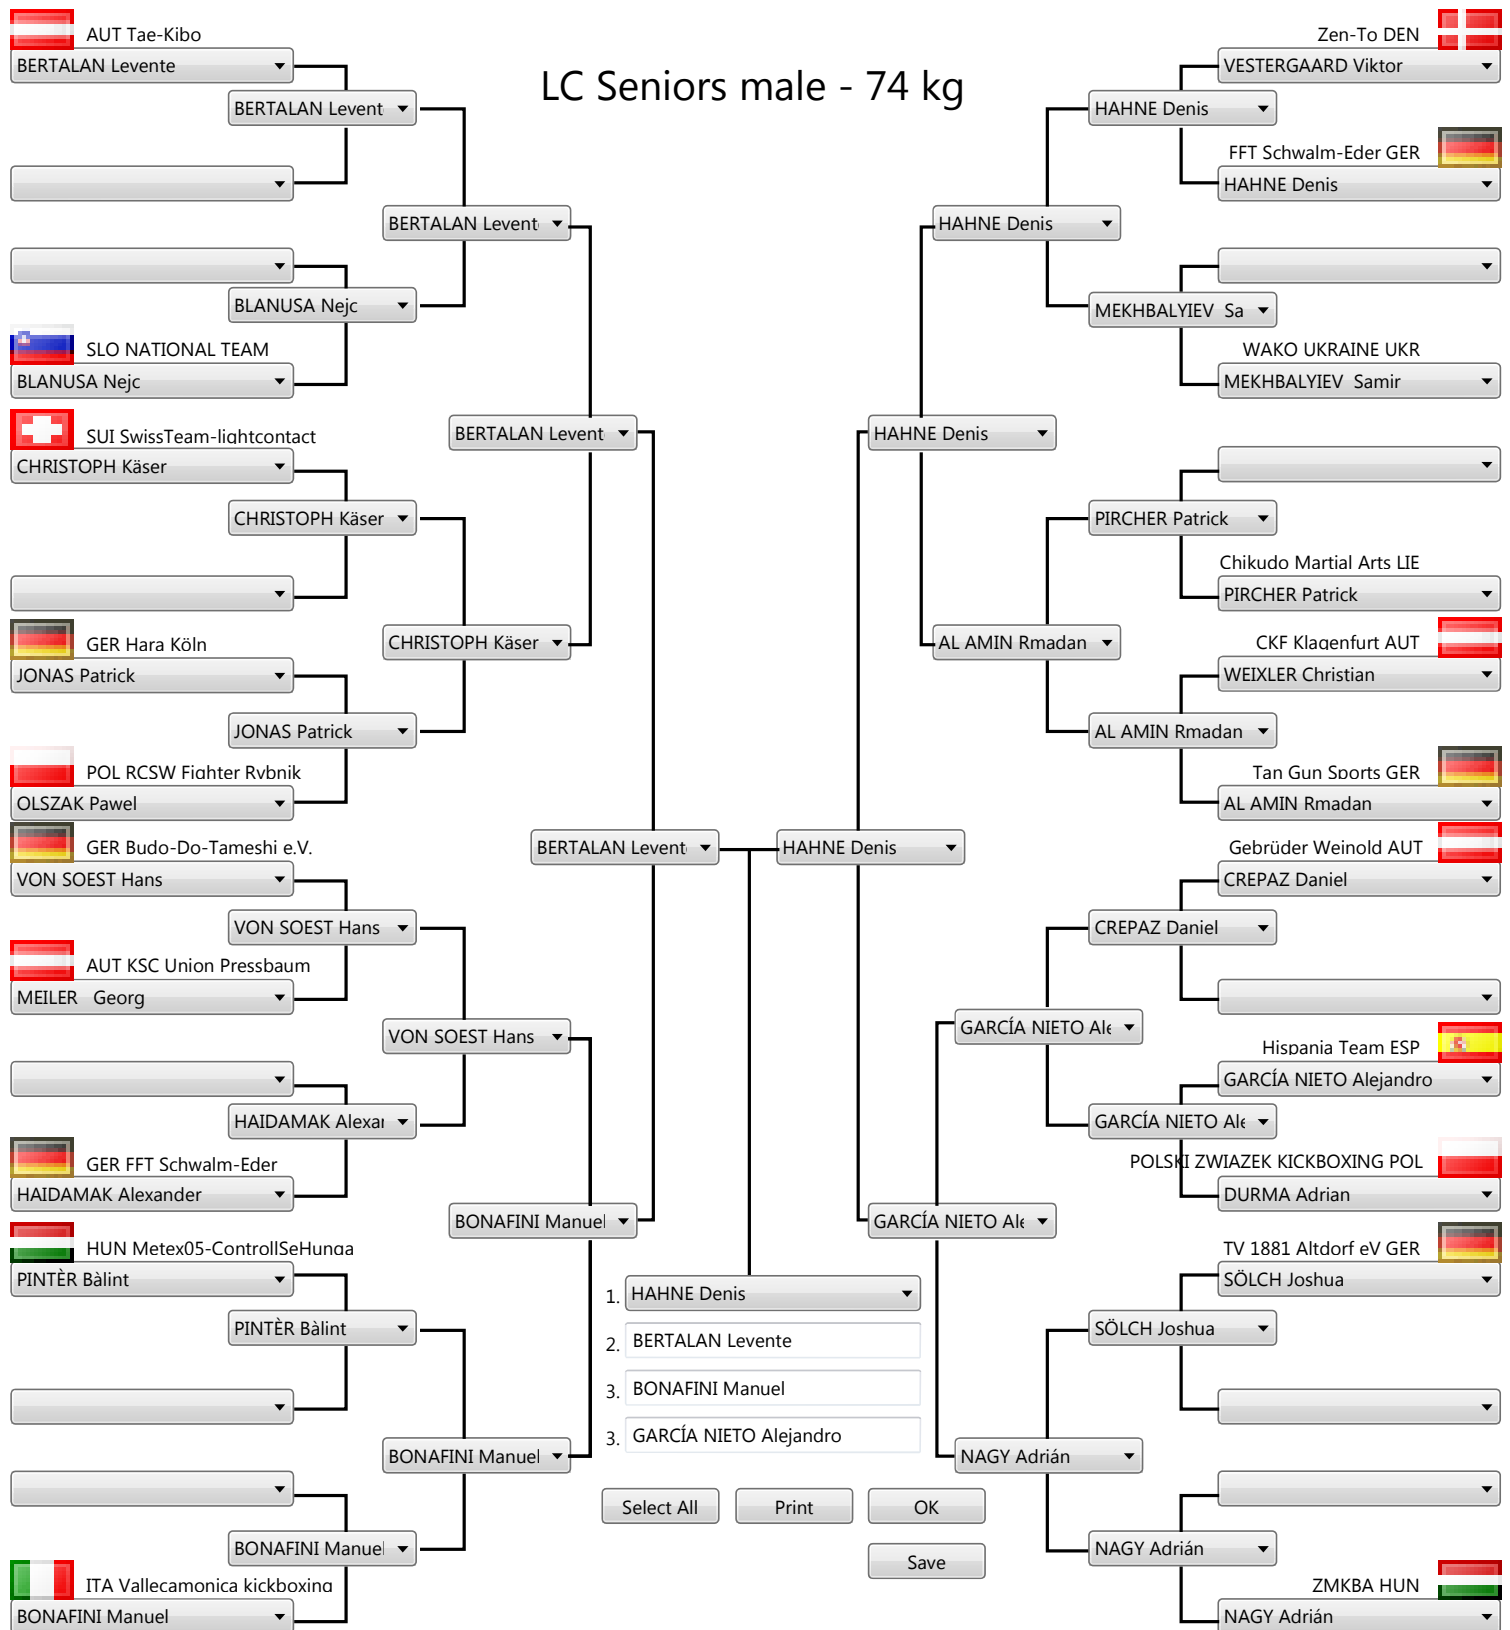 LC Seniors male - 74 kg
AUT Tae-Kibo
BERTALAN Levente
BERTALAN Levent
BERTALAN Levent
BLANUSA Nejc
SLO NATIONAL TEAM
BLANUSA Nejc
SUI SwissTeam-lightcontact
CHRISTOPH Käser
BERTALAN Levent
CHRISTOPH Käser
GER Hara Köln
CHRISTOPH Käser
JONAS Patrick
JONAS Patrick
POL RCSW Fighter Rybnik
OLSZAK Pawel
GER Budo-Do-Tameshi e.V.
BERTALAN Levent
VON SOEST Hans
VON SOEST Hans
AUT KSC Union Pressbaum
MEILER Georg
VON SOEST Hans
HAIDAMAK Alexar
GER FFT Schwalm-Eder
HAIDAMAK Alexander
BONAFINI Manuel
HUN Metex05-ControllSeHunga
PINTÈR Bàlint
PINTÈR Bàlint
BONAFINI Manuel
BONAFINI Manuel
ITA Vallecamonica kickboxing
BONAFINI Manuel
Zen-To DEN
VESTERGAARD Viktor
HAHNE Denis
FFT Schwalm-Eder GER
HAHNE Denis
HAHNE Denis
MEKHBALYIEV Sa
WAKO UKRAINE UKR
MEKHBALYIEV Samir
HAHNE Denis
PIRCHER Patrick
Chikudo Martial Arts LIE
PIRCHER Patrick
AL AMIN Rmadan
CKF Klagenfurt AUT
WEIXLER Christian
AL AMIN Rmadan
Tan Gun Sports GER
AL AMIN Rmadan
HAHNE Denis
Gebrüder Weinold AUT
CREPAZ Daniel
CREPAZ Daniel
GARCÍA NIETO Ale
Hispania Team ESP
GARCÍA NIETO Alejandro
GARCÍA NIETO Ale
POLSKI ZWIAZEK KICKBOXING POL
DURMA Adrian
GARCÍA NIETO Ale
TV 1881 Altdorf eV GER
SÖLCH Joshua
SÖLCH Joshua
NAGY Adrián
NAGY Adrián
ZMKBA HUN
NAGY Adrián
1. HAHNE Denis
2. BERTALAN Levente
3. BONAFINI Manuel
3. GARCÍA NIETO Alejandro
Select All
Print
OK
Save